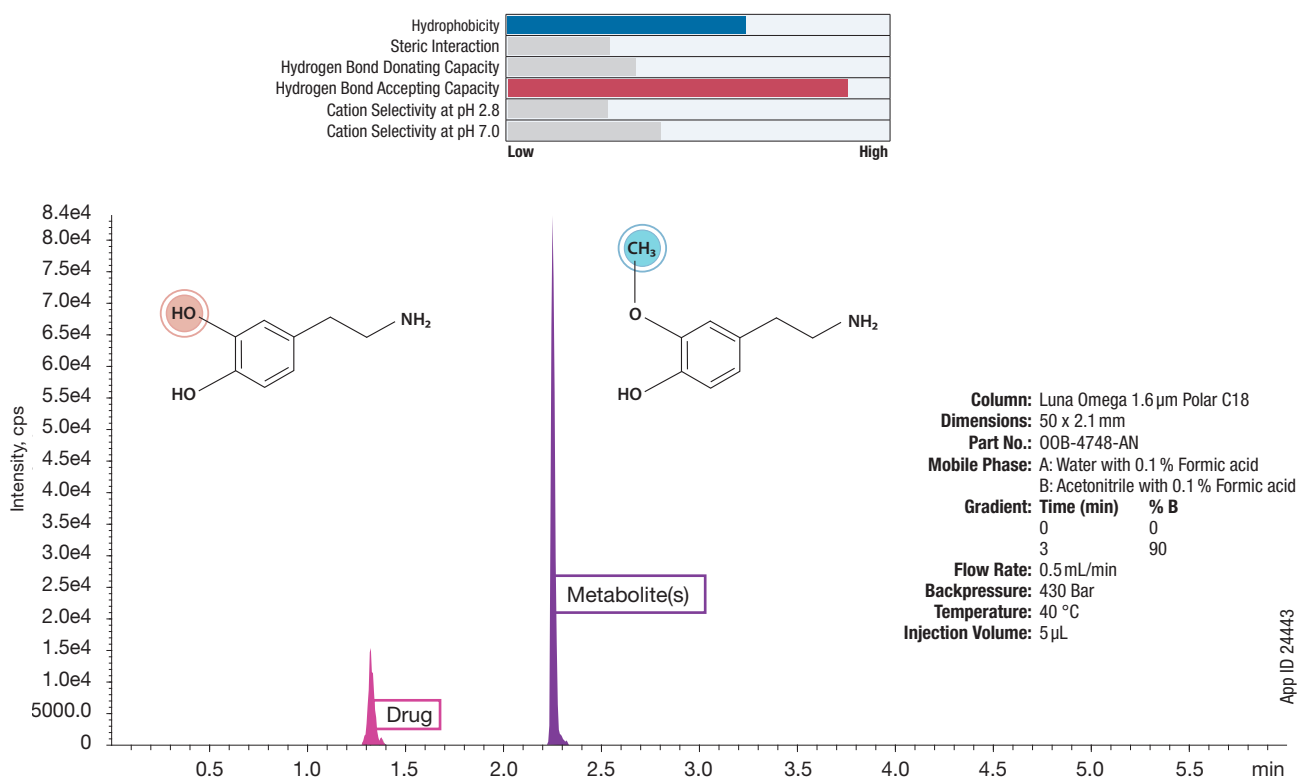 Hydrophobicity
Steric Interaction
Hydrogen Bond Donating Capacity
Hydrogen Bond Accepting Capacity
Cation Selectivity at pH 2.8
Cation Selectivity at pH 7.0
Low High
Intensity, cps
8.4e4
8.0e4
7.5e4
7.0e4
6.5e4
6.0e4
5.5e4
5.0e4
4.5e4
4.0e4
3.5e4
3.0e4
2.5e4
2.0e4
1.5e4
1.0e4
5000.0
0
HO
HO
NH₂
CH₃
O
HO
NH₂
Drug
Metabolite(s)
Column: Luna Omega 1.6 µm Polar C18
Dimensions: 50 x 2.1 mm
Part No.: 00B-4748-AN
Mobile Phase: A: Water with 0.1 % Formic acid
B: Acetonitrile with 0.1 % Formic acid
Gradient: Time (min) % B
0 0
3 90
Flow Rate: 0.5 mL/min
Backpressure: 430 Bar
Temperature: 40 °C
Injection Volume: 5 µL
App ID 24443
0.5 1.0 1.5 2.0 2.5 3.0 3.5 4.0 4.5 5.0 5.5 min